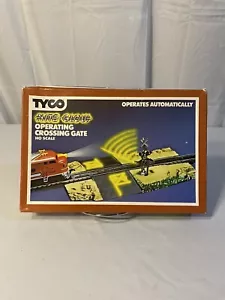 TYCO
OPERATES AUTOMATICALLY
OPERATING
CROSSING GATE
HO SCALE